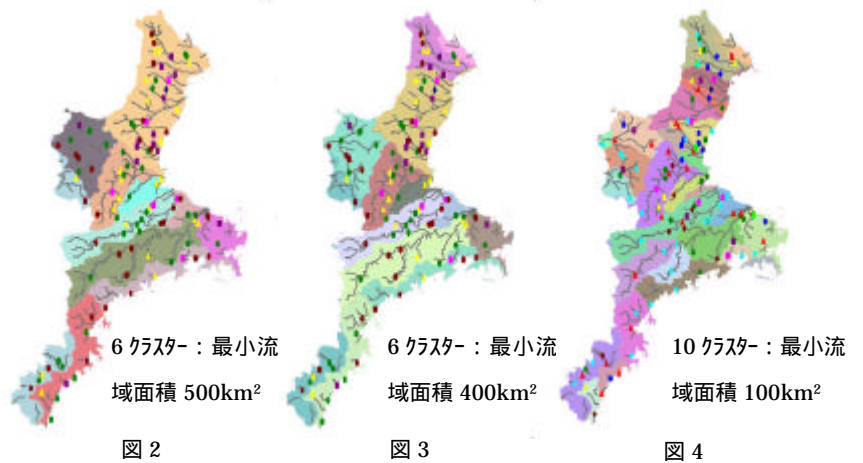 6 ｸﾗｽﾀｰ：最小流
域面積 500km²
図 2
6 ｸﾗｽﾀｰ：最小流
域面積 400km²
図 3
10 ｸﾗｽﾀｰ：最小流
域面積 100km²
図 4